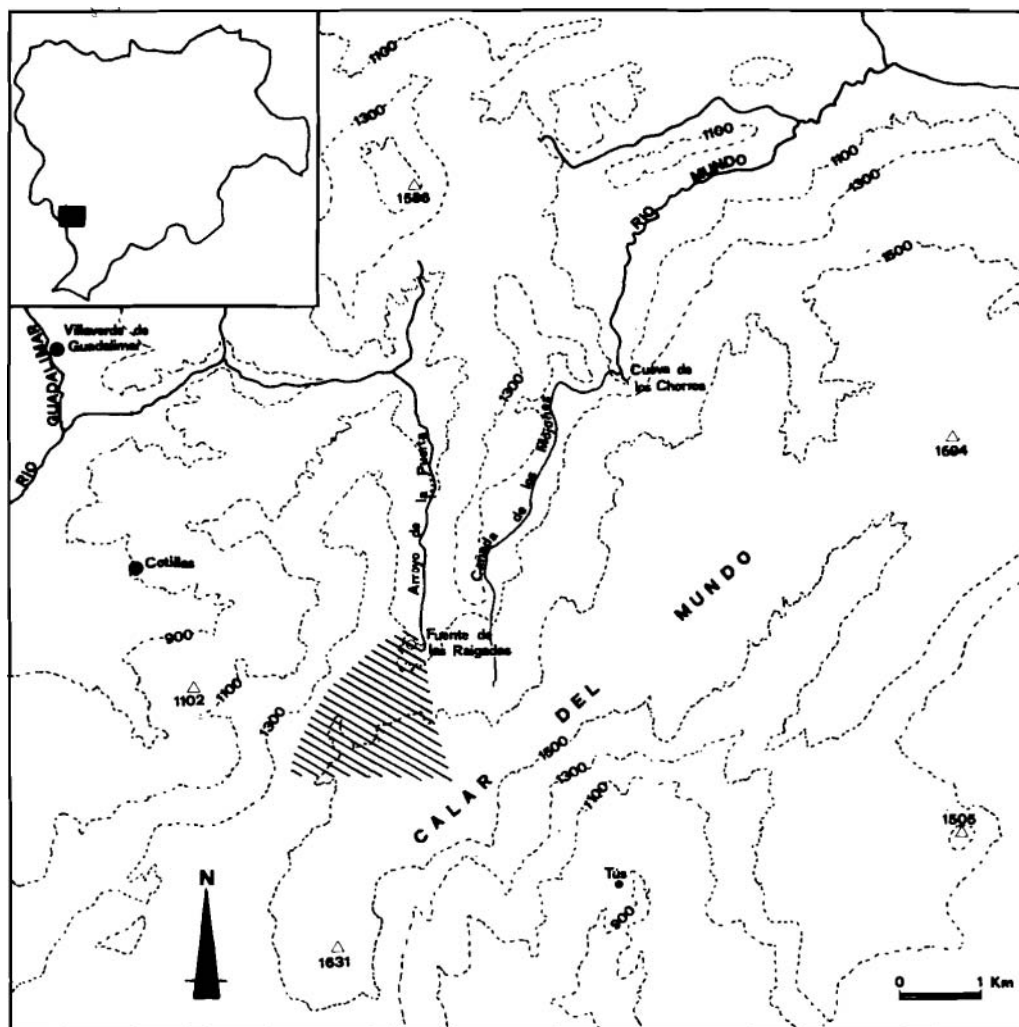 1100
1300
1586
1100
RIO MUNDO
1100
1300
1500
Villaverde de
Guadalimar
RIO GUADALIMAR
Cueva de
los Chorros
1300
Cañada de los Mojones
Arroyo de la Puerta
1694
Cotillas
900
Fuente de
las Raigadas
1102
1100
1300
CALAR DEL MUNDO
1500
1300
1100
1505
Tús
900
N
1631
0 1 Km